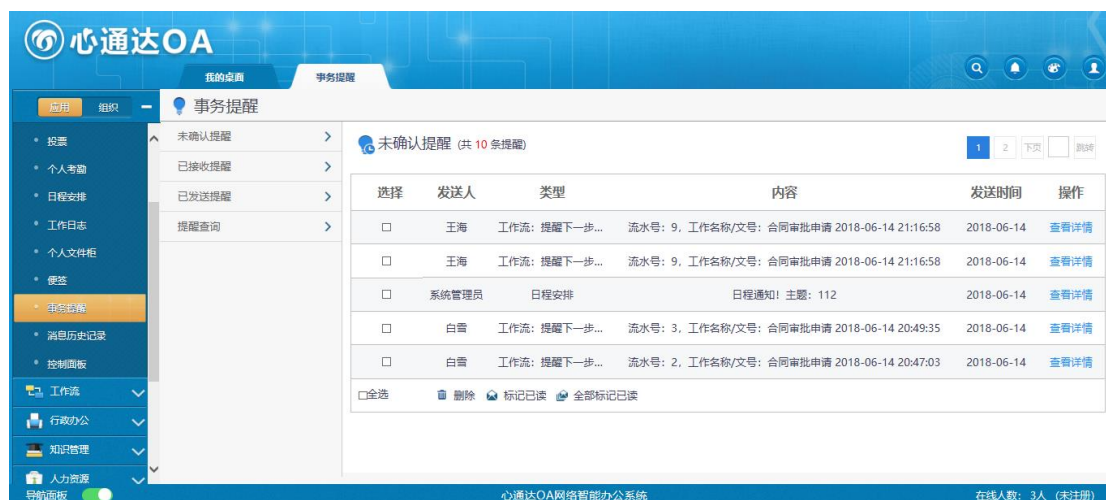 心通达OA
我的桌面 事务提醒
应用 组织 事务提醒
投票
个人考勤
日程安排
工作日志
个人文件柜
便签
事务提醒
消息历史记录
控制面板
工作流
行政办公
知识管理
人力资源
未确认提醒
已接收提醒
已发送提醒
提醒查询
未确认提醒 (共 10 条提醒) 1 2 下页 跳转
选择 发送人 类型 内容 发送时间 操作
王海 工作流：提醒下一步... 流水号：9，工作名称/文号：合同审批申请 2018-06-14 21:16:58 2018-06-14 查看详情
王海 工作流：提醒下一步... 流水号：9，工作名称/文号：合同审批申请 2018-06-14 21:16:58 2018-06-14 查看详情
系统管理员 日程安排 日程通知！主题：112 2018-06-14 查看详情
白雪 工作流：提醒下一步... 流水号：3，工作名称/文号：合同审批申请 2018-06-14 20:49:35 2018-06-14 查看详情
白雪 工作流：提醒下一步... 流水号：2，工作名称/文号：合同审批申请 2018-06-14 20:47:03 2018-06-14 查看详情
全选 删除 标记已读 全部标记已读
导航面板 心通达OA网络智能办公系统 在线人数：3人 (未注册)